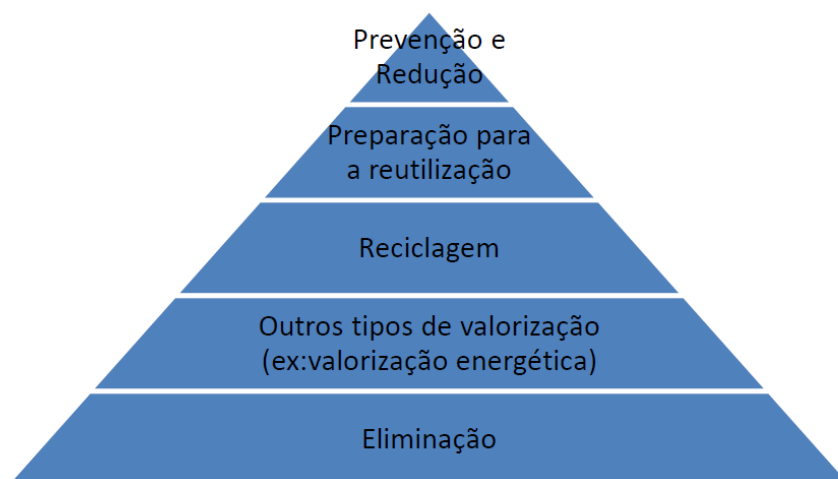 Prevenção e
Redução
Preparação para
a reutilização
Reciclagem
Outros tipos de valorização
(ex:valorização energética)
Eliminação